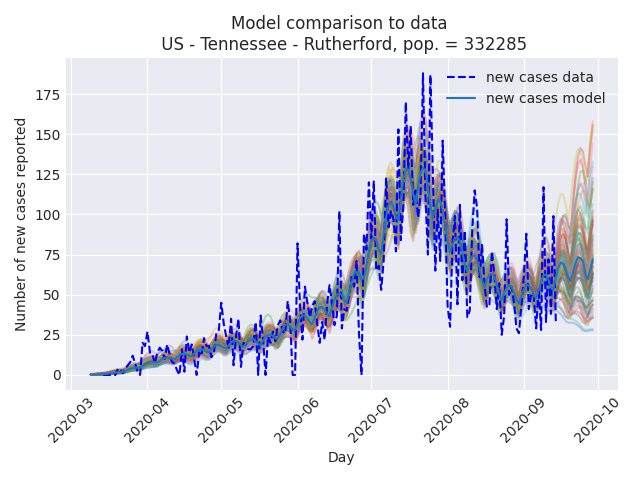 Model comparison to data
US - Tennessee - Rutherford, pop. = 332285
new cases data
new cases model
Number of new cases reported
175
150
125
100
75
50
25
0
2020-03
2020-04
2020-05
2020-06
2020-07
2020-08
2020-09
2020-10
Day